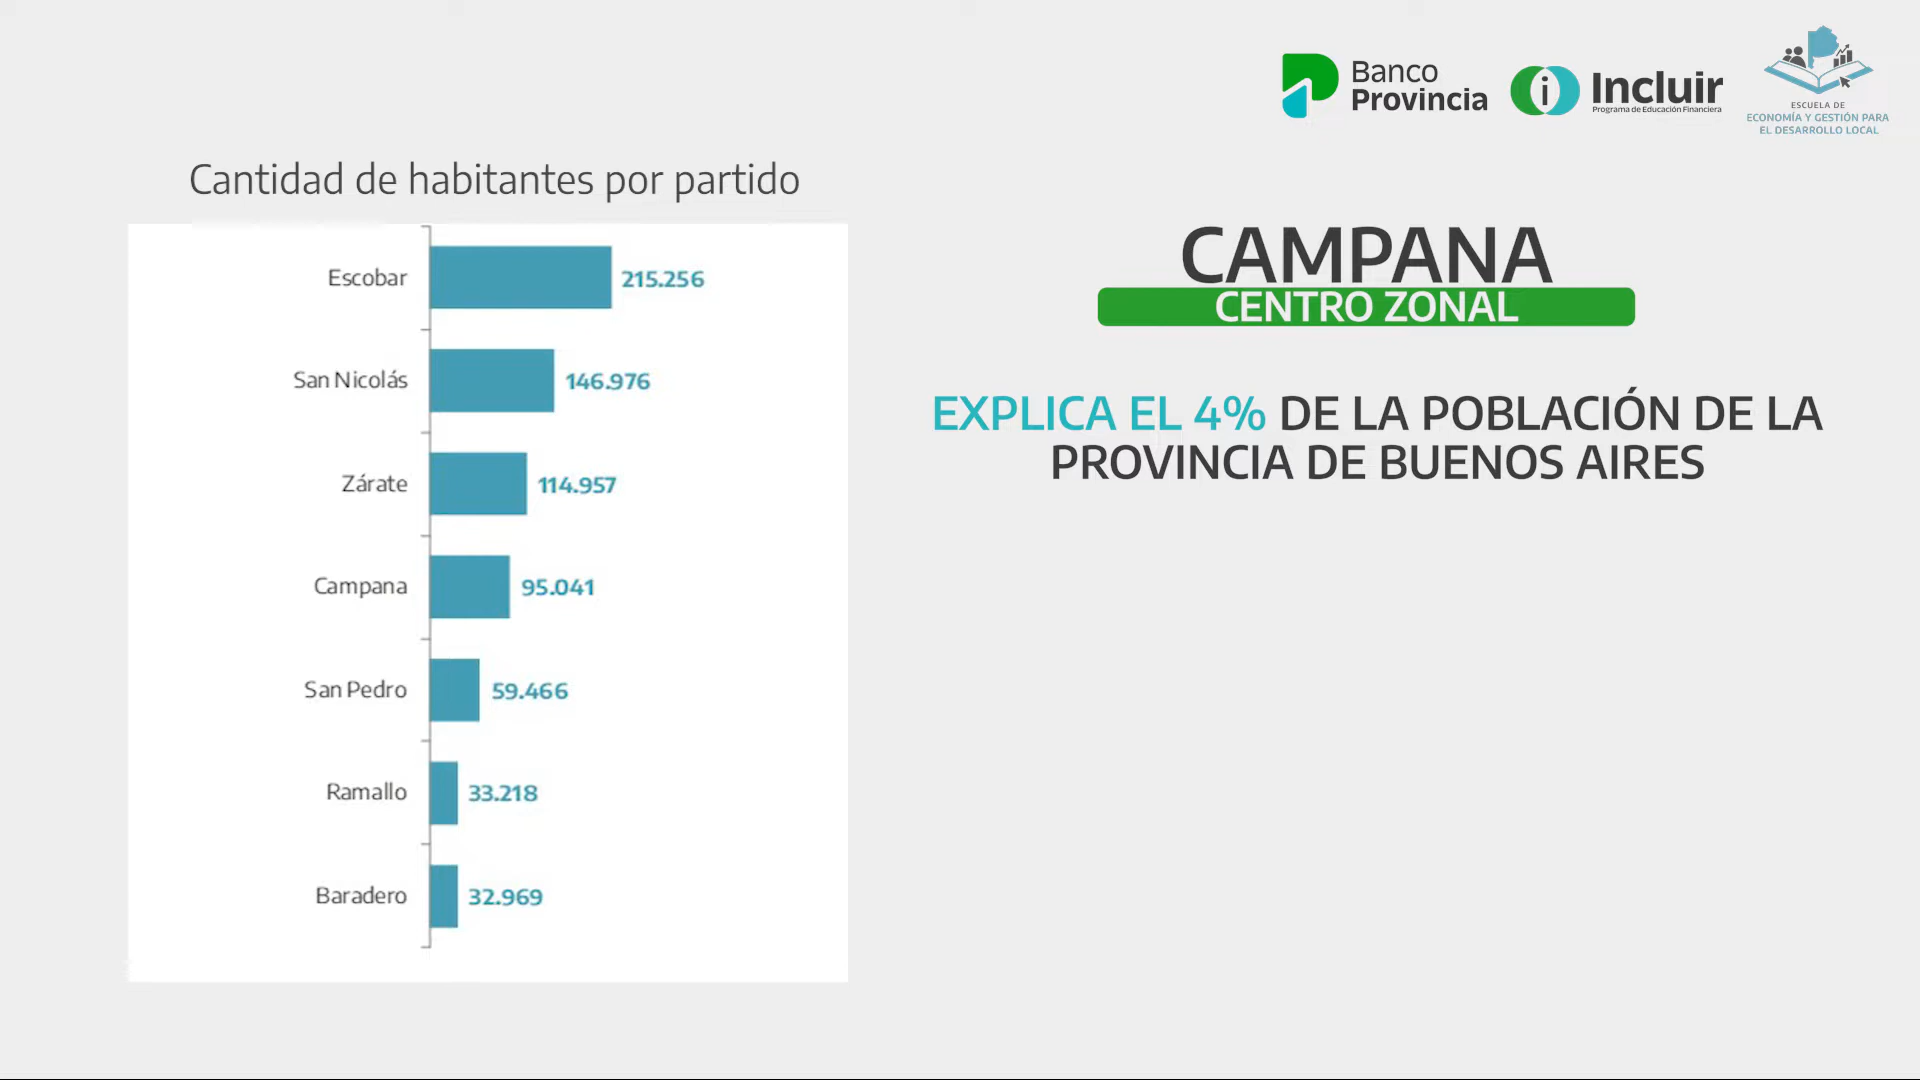 Banco
Provincia
i
Incluir
Programa de Educación Financiera
ESCUELA DE
ECONOMÍA Y GESTIÓN PARA
EL DESARROLLO LOCAL
Cantidad de habitantes por partido
Escobar 215.256
San Nicolás 146.976
Zárate 114.957
Campana 95.041
San Pedro 59.466
Ramallo 33.218
Baradero 32.969
CAMPANA
CENTRO ZONAL
EXPLICA EL 4% DE LA POBLACIÓN DE LA
PROVINCIA DE BUENOS AIRES